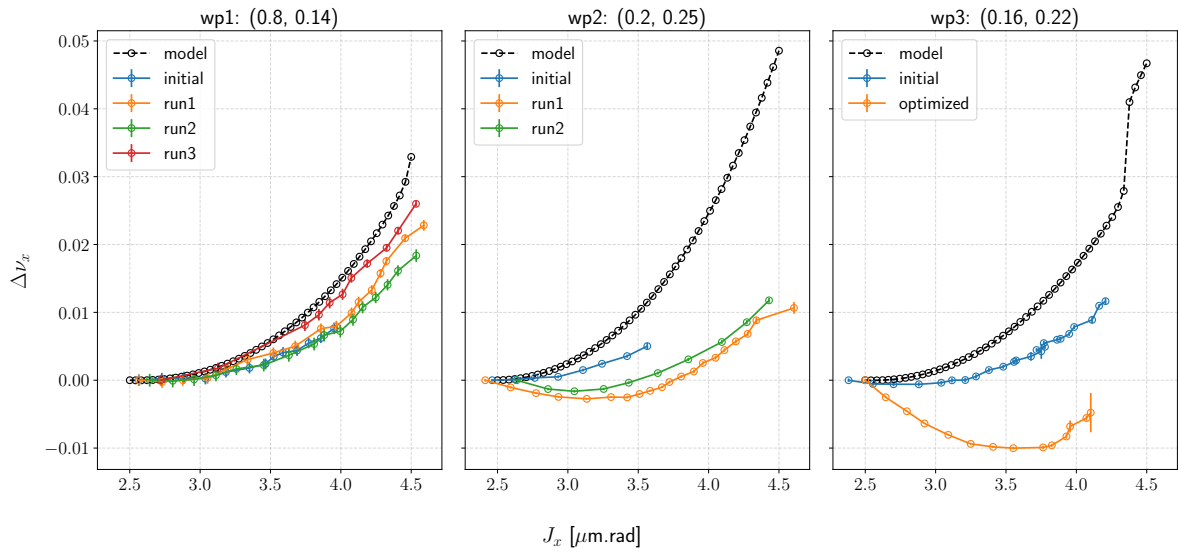 wp1: (0.8, 0.14)
wp2: (0.2, 0.25)
wp3: (0.16, 0.22)
model
initial
run1
run2
run3
model
initial
run1
run2
model
initial
optimized
0.05
0.04
0.03
0.02
0.01
0.00
−0.01
Δν_x
2.5 3.0 3.5 4.0 4.5
2.5 3.0 3.5 4.0 4.5
2.5 3.0 3.5 4.0 4.5
J_x [μm.rad]